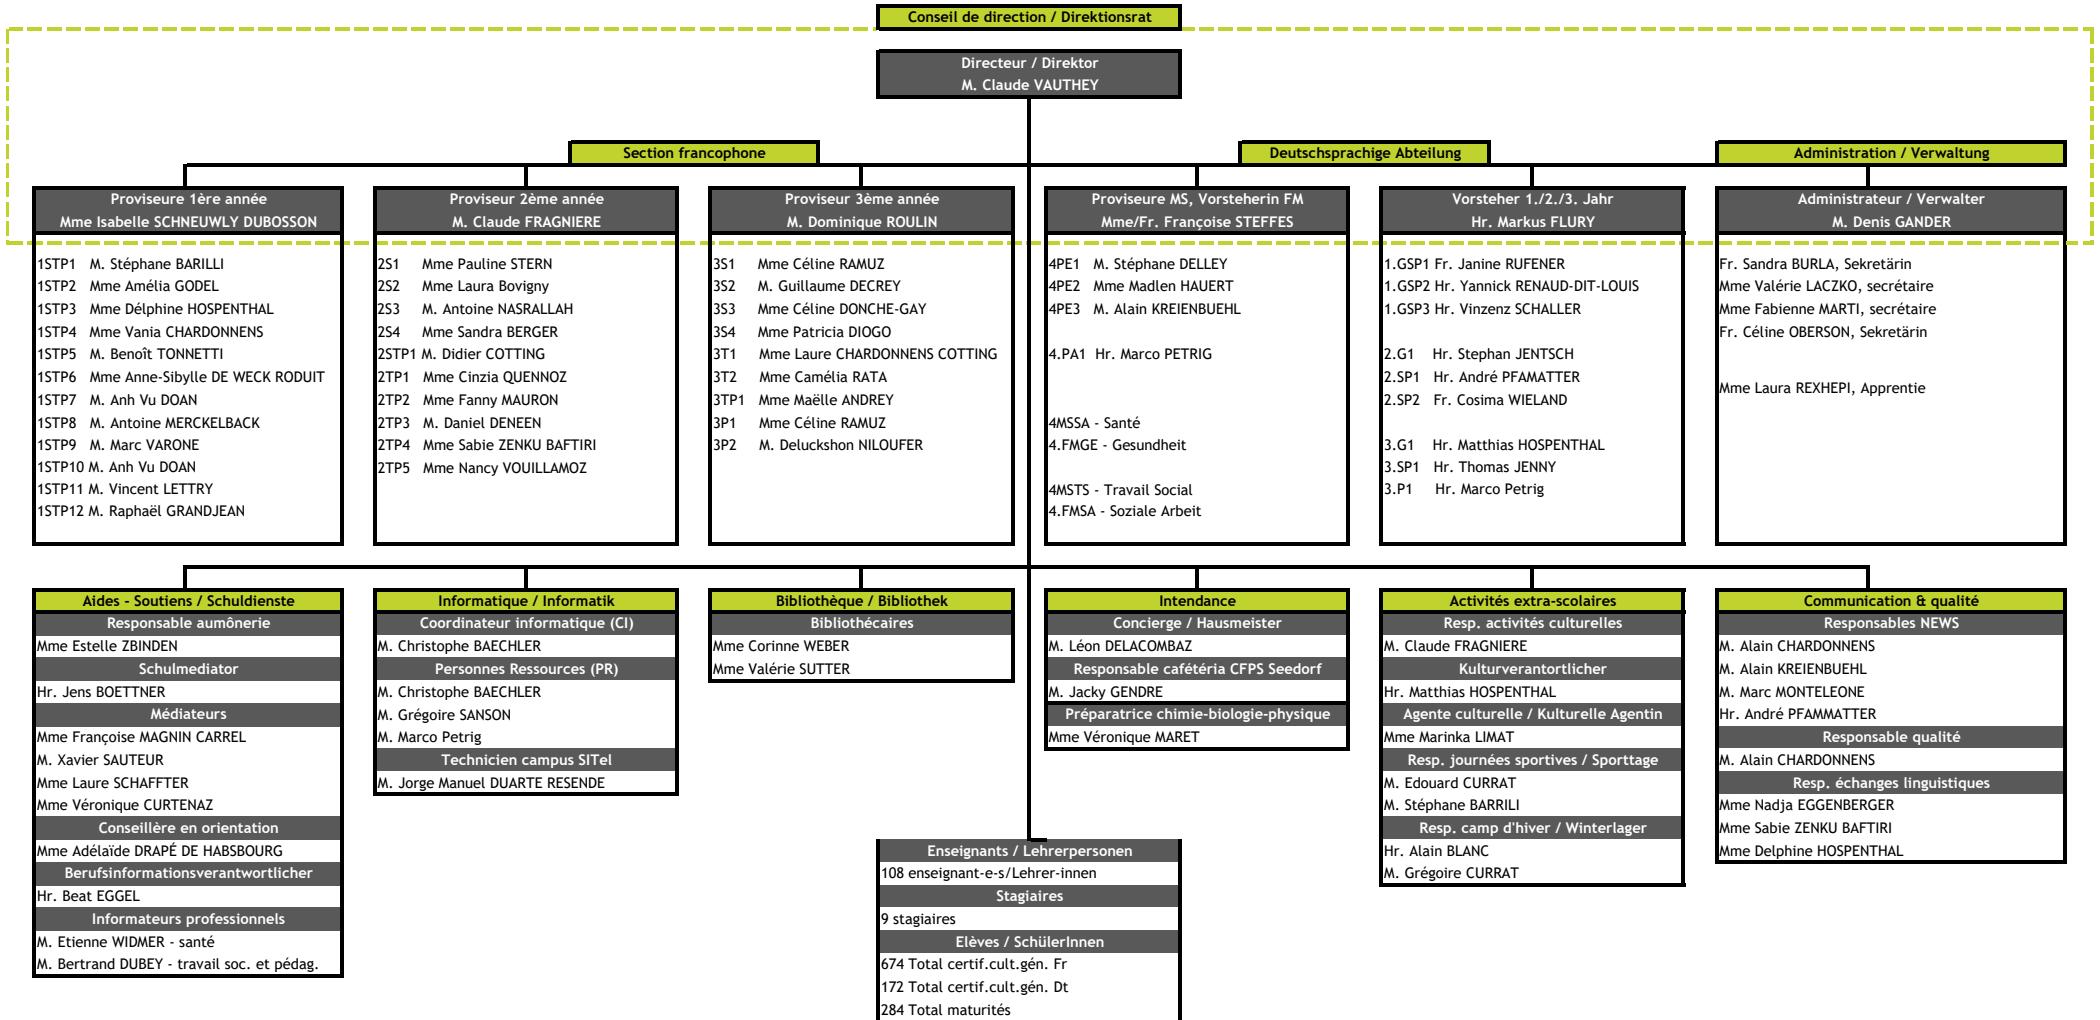 Conseil de direction / Direktionsrat
Directeur / Direktor
M. Claude VAUTHEY
Section francophone
Deutschsprachige Abteilung
Administration / Verwaltung
Proviseure 1ère année
Mme Isabelle SCHNEUWLY DUBOSSON
1STP1 M. Stéphane BARILLI
1STP2 Mme Amélia GODEL
1STP3 Mme Délphine HOSPENTHAL
1STP4 Mme Vania CHARDONNENS
1STP5 M. Benoît TONNETTI
1STP6 Mme Anne-Sibylle DE WECK RODUIT
1STP7 M. Anh Vu DOAN
1STP8 M. Antoine MERCKELBACK
1STP9 M. Marc VARONE
1STP10 M. Anh Vu DOAN
1STP11 M. Vincent LETTRY
1STP12 M. Raphaël GRANDJEAN
Proviseur 2ème année
M. Claude FRAGNIERE
2S1 Mme Pauline STERN
2S2 Mme Laura Bovigny
2S3 M. Antoine NASRALLAH
2S4 Mme Sandra BERGER
2STP1 M. Didier COTTING
2TP1 Mme Cinzia QUENNOZ
2TP2 Mme Fanny MAURON
2TP3 M. Daniel DENEEN
2TP4 Mme Sabie ZENKU BAFTIRI
2TP5 Mme Nancy VOUILLAMOZ
Proviseur 3ème année
M. Dominique ROULIN
3S1 Mme Céline RAMUZ
3S2 M. Guillaume DECREY
3S3 Mme Céline DONCHE-GAY
3S4 Mme Patricia DIOGO
3T1 Mme Laure CHARDONNENS COTTING
3T2 Mme Camélia RATA
3TP1 Mme Maëlle ANDREY
3P1 Mme Céline RAMUZ
3P2 M. Deluckshon NILOUFER
Proviseure MS, Vorsteherin FM
Mme/Fr. Françoise STEFFES
4PE1 M. Stéphane DELLEY
4PE2 Mme Madlen HAUERT
4PE3 M. Alain KREIENBUEHL
4.PA1 Hr. Marco PETRIG
4MSSA - Santé
4.FMGE - Gesundheit
4MSTS - Travail Social
4.FMSA - Soziale Arbeit
Vorsteher 1./2./3. Jahr
Hr. Markus FLURY
1.GSP1 Fr. Janine RUFENER
1.GSP2 Hr. Yannick RENAUD-DIT-LOUIS
1.GSP3 Hr. Vinzenz SCHALLER
2.G1 Hr. Stephan JENTSCH
2.SP1 Hr. André PFAMATTER
2.SP2 Fr. Cosima WIELAND
3.G1 Hr. Matthias HOSPENTHAL
3.SP1 Hr. Thomas JENNY
3.P1 Hr. Marco Petrig
Administrateur / Verwalter
M. Denis GANDER
Fr. Sandra BURLA, Sekretärin
Mme Valérie LACZKO, secrétaire
Mme Fabienne MARTI, secrétaire
Fr. Céline OBERSON, Sekretärin
Mme Laura REXHEPI, Apprentie
Aides - Soutiens / Schuldienste
Responsable aumônerie
Mme Estelle ZBINDEN
Schulmediator
Hr. Jens BOETTNER
Médiateurs
Mme Françoise MAGNIN CARREL
M. Xavier SAUTEUR
Mme Laure SCHAFFTER
Mme Véronique CURTENAZ
Conseillère en orientation
Mme Adélaïde DRAPÉ DE HABSBOURG
Berufsinformationsverantwortlicher
Hr. Beat EGGEL
Informateurs professionnels
M. Etienne WIDMER - santé
M. Bertrand DUBEY - travail soc. et pédag.
Informatique / Informatik
Coordinateur informatique (CI)
M. Christophe BAECHLER
Personnes Ressources (PR)
M. Christophe BAECHLER
M. Grégoire SANSON
M. Marco Petrig
Technicien campus SITel
M. Jorge Manuel DUARTE RESENDE
Bibliothèque / Bibliothek
Bibliothécaires
Mme Corinne WEBER
Mme Valérie SUTTER
Intendance
Concierge / Hausmeister
M. Léon DELACOMBAZ
Responsable cafétéria CFPS Seedorf
M. Jacky GENDRE
Préparatrice chimie-biologie-physique
Mme Véronique MARET
Activités extra-scolaires
Resp. activités culturelles
M. Claude FRAGNIERE
Kulturverantortlicher
Hr. Matthias HOSPENTHAL
Agente culturelle / Kulturelle Agentin
Mme Marinka LIMAT
Resp. journées sportives / Sporttage
M. Edouard CURRAT
M. Stéphane BARRILI
Resp. camp d'hiver / Winterlager
Hr. Alain BLANC
M. Grégoire CURRAT
Communication & qualité
Responsables NEWS
M. Alain CHARDONNENS
M. Alain KREIENBUEHL
M. Marc MONTELEONE
Hr. André PFAMMATTER
Responsable qualité
M. Alain CHARDONNENS
Resp. échanges linguistiques
Mme Nadja EGGENBERGER
Mme Sabie ZENKU BAFTIRI
Mme Delphine HOSPENTHAL
Enseignants / Lehrerpersonen
108 enseignant-e-s/Lehrer-innen
Stagiaires
9 stagiaires
Elèves / SchülerInnen
674 Total certif.cult.gén. Fr
172 Total certif.cult.gén. Dt
284 Total maturités